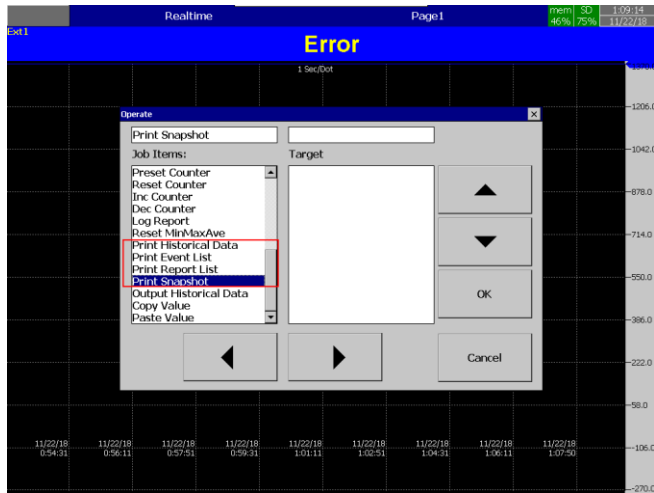 Realtime
Page1
mem SD 1:09:14
46% 75% 11/22/18
Ext1
Error
1 Sec/Dot
Operate
Print Snapshot
Job Items:
Target
Preset Counter
Reset Counter
Inc Counter
Dec Counter
Log Report
Reset MinMaxAve
Print Historical Data
Print Event List
Print Report List
Print Snapshot
Output Historical Data
Copy Value
Paste Value
OK
Cancel
1206.0
1042.0
878.0
714.0
550.0
386.0
222.0
58.0
-106.0
-270.0
11/22/18 11/22/18 11/22/18 11/22/18 11/22/18 11/22/18 11/22/18 11/22/18 11/22/18
0:54:31 0:56:11 0:57:51 0:59:31 1:01:11 1:02:51 1:04:31 1:06:11 1:07:50